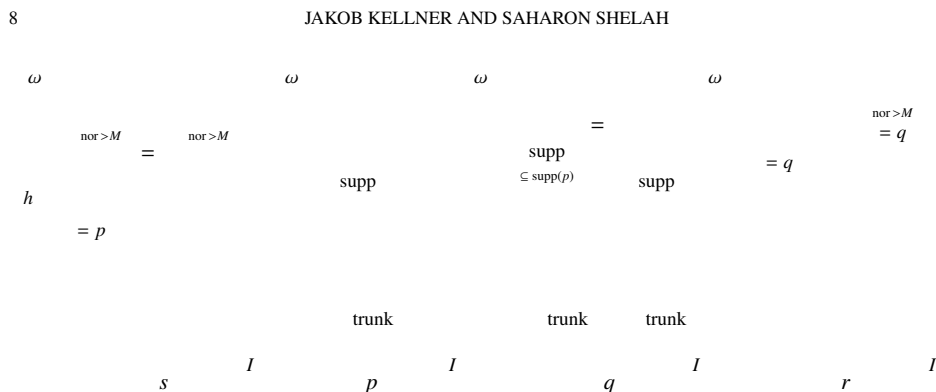 8 JAKOB KELLNER AND SAHARON SHELAH
ω ω ω ω
nor>M = nor>M = nor>M
= q
supp
⊆ supp(p)
= q
supp supp
h
= p
trunk trunk trunk
I I I I
s p q r